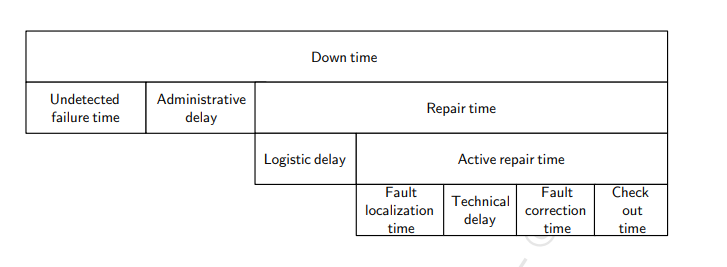 Down time
Undetected
failure time
Administrative
delay
Repair time
Logistic delay
Active repair time
Fault
localization
time
Technical
delay
Fault
correction
time
Check
out
time